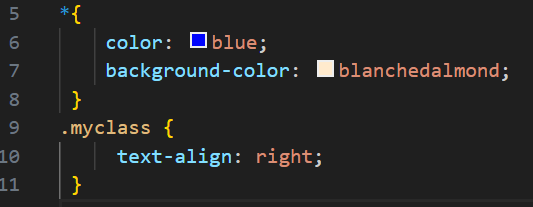 5 *{
6 color: blue;
7 background-color: blanchedalmond;
8 }
9 .myclass {
10 text-align: right;
11 }